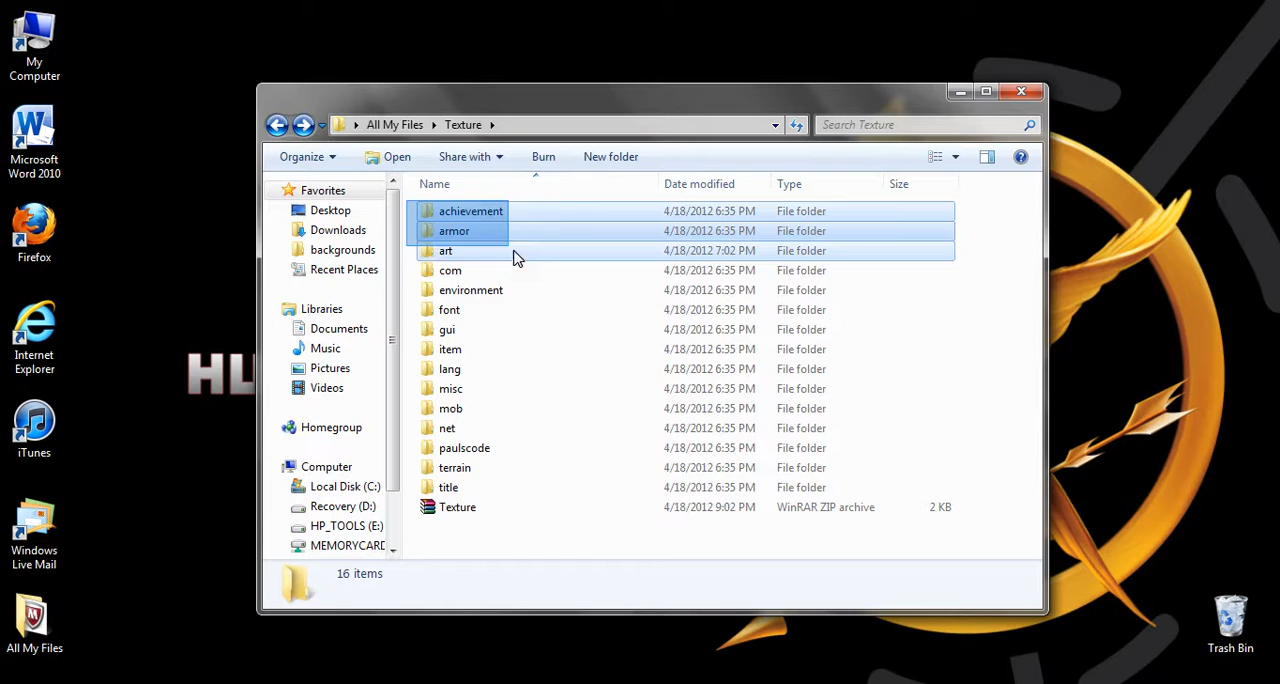 My
Computer
Microsoft
Word 2010
Firefox
Internet
Explorer
iTunes
Windows
Live Mail
All My Files
Trash Bin
HU
All My Files Texture
Search Texture
Organize Open Share with Burn New folder
Name Date modified Type Size
Favorites
Desktop
Downloads
backgrounds
Recent Places
Libraries
Documents
Music
Pictures
Videos
Homegroup
Computer
Local Disk (C:)
Recovery (D:)
HP_TOOLS (E:)
MEMORYCARD
achievement 4/18/2012 6:35 PM File folder
armor 4/18/2012 6:35 PM File folder
art 4/18/2012 7:02 PM File folder
com 4/18/2012 6:35 PM File folder
environment 4/18/2012 6:35 PM File folder
font 4/18/2012 6:35 PM File folder
gui 4/18/2012 6:35 PM File folder
item 4/18/2012 6:35 PM File folder
lang 4/18/2012 6:35 PM File folder
misc 4/18/2012 6:35 PM File folder
mob 4/18/2012 6:35 PM File folder
net 4/18/2012 6:35 PM File folder
paulscode 4/18/2012 6:35 PM File folder
terrain 4/18/2012 6:35 PM File folder
title 4/18/2012 6:35 PM File folder
Texture 4/18/2012 9:02 PM WinRAR ZIP archive 2 KB
16 items